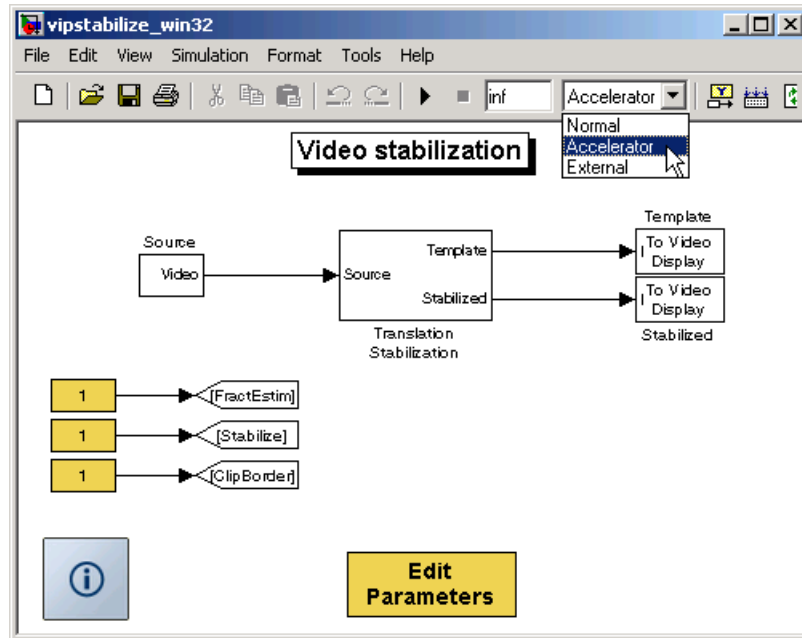 vipstabilize_win32
File Edit View Simulation Format Tools Help
inf Accelerator
Normal
Accelerator
External
Video stabilization
Source
Video
Source
Template
Stabilized
Translation
Stabilization
Template
I To Video
Display
I To Video
Display
Stabilized
1 [FractEstim]
1 [Stabilize]
1 [ClipBorder]
i
Edit
Parameters